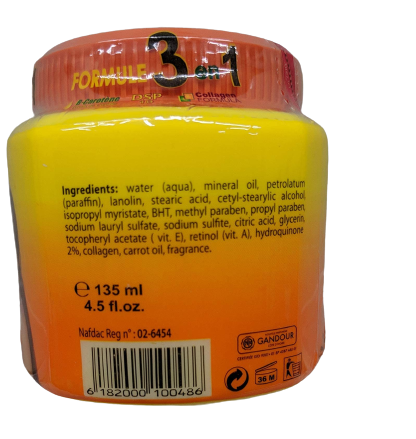 FORMULE 3 en 1
B-Carotene
Collagen
FORMULA
Ingredients: water (aqua), mineral oil, petrolatum
(paraffin), lanolin, stearic acid, cetyl-stearylic alcohol,
isopropyl myristate, BHT, methyl paraben, propyl paraben,
sodium lauryl sulfate, sodium sulfite, citric acid, glycerin,
tocopheryl acetate ( vit. E), retinol (vit. A), hydroquinone
2%, collagen, carrot oil, fragrance.
℮ 135 ml
4.5 fl.oz.
Nafdac Reg n° : 02-6454
GANDOUR
36 M
6 182000 100486